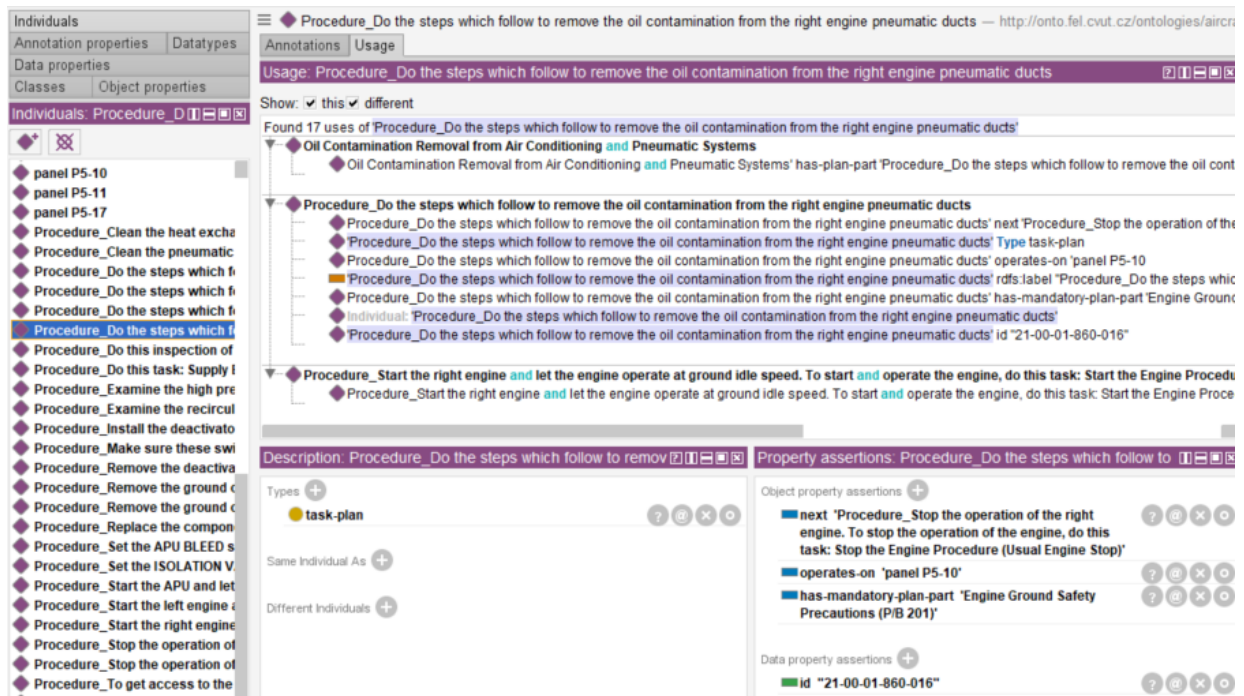 Individuals
Annotation properties Datatypes
Data properties
Classes Object properties
Individuals: Procedure_D
panel P5-10
panel P5-11
panel P5-17
Procedure_Clean the heat excha
Procedure_Clean the pneumatic
Procedure_Do the steps which f
Procedure_Do the steps which f
Procedure_Do the steps which f
Procedure_Do the steps which f
Procedure_Do this inspection of
Procedure_Do this task: Supply E
Procedure_Examine the high pre
Procedure_Examine the recircul
Procedure_Install the deactivato
Procedure_Make sure these swi
Procedure_Remove the deactiva
Procedure_Remove the ground c
Procedure_Remove the ground c
Procedure_Replace the compon
Procedure_Set the APU BLEED s
Procedure_Set the ISOLATION V
Procedure_Start the APU and let
Procedure_Start the left engine a
Procedure_Start the right engine
Procedure_Stop the operation of
Procedure_Stop the operation of
Procedure_To get access to the
Procedure_Do the steps which follow to remove the oil contamination from the right engine pneumatic ducts — http://onto.fel.cvut.cz/ontologies/aircra
Annotations Usage
Usage: Procedure_Do the steps which follow to remove the oil contamination from the right engine pneumatic ducts
Show: this different
Found 17 uses of 'Procedure_Do the steps which follow to remove the oil contamination from the right engine pneumatic ducts'
Oil Contamination Removal from Air Conditioning and Pneumatic Systems
Oil Contamination Removal from Air Conditioning and Pneumatic Systems' has-plan-part 'Procedure_Do the steps which follow to remove the oil cont
Procedure_Do the steps which follow to remove the oil contamination from the right engine pneumatic ducts
Procedure_Do the steps which follow to remove the oil contamination from the right engine pneumatic ducts' next 'Procedure_Stop the operation of the
'Procedure_Do the steps which follow to remove the oil contamination from the right engine pneumatic ducts' Type task-plan
Procedure_Do the steps which follow to remove the oil contamination from the right engine pneumatic ducts' operates-on 'panel P5-10
'Procedure_Do the steps which follow to remove the oil contamination from the right engine pneumatic ducts' rdfs:label "Procedure_Do the steps whic
Procedure_Do the steps which follow to remove the oil contamination from the right engine pneumatic ducts' has-mandatory-plan-part 'Engine Ground
Individual: 'Procedure_Do the steps which follow to remove the oil contamination from the right engine pneumatic ducts'
'Procedure_Do the steps which follow to remove the oil contamination from the right engine pneumatic ducts' id "21-00-01-860-016"
Procedure_Start the right engine and let the engine operate at ground idle speed. To start and operate the engine, do this task: Start the Engine Procedu
Procedure_Start the right engine and let the engine operate at ground idle speed. To start and operate the engine, do this task: Start the Engine Proce
Description: Procedure_Do the steps which follow to remov
Types
task-plan
Same Individual As
Different Individuals
Property assertions: Procedure_Do the steps which follow to
Object property assertions
next 'Procedure_Stop the operation of the right
engine. To stop the operation of the engine, do this
task: Stop the Engine Procedure (Usual Engine Stop)'
operates-on 'panel P5-10'
has-mandatory-plan-part 'Engine Ground Safety
Precautions (P/B 201)'
Data property assertions
id "21-00-01-860-016"